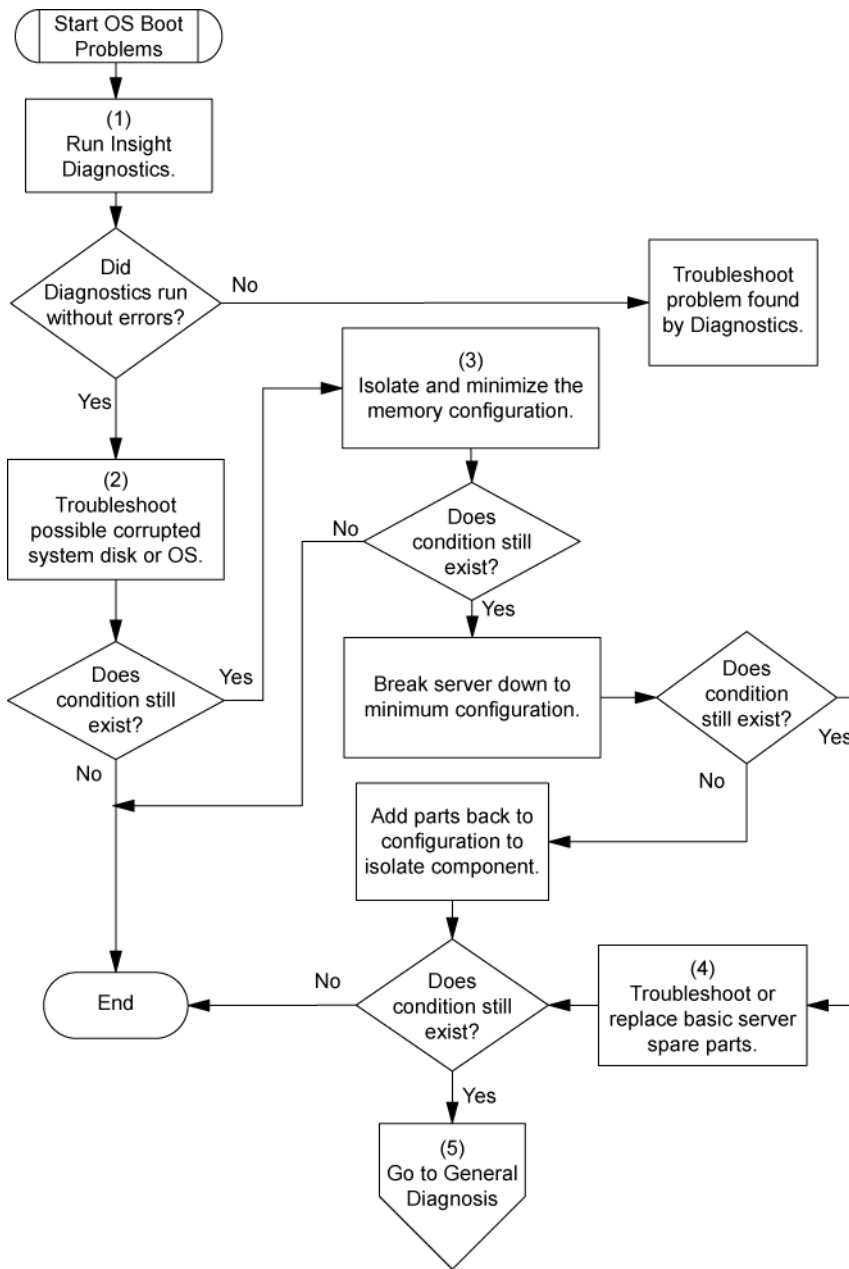 Start OS Boot
Problems
(1)
Run Insight
Diagnostics.
Did
Diagnostics run
without errors?
No
Troubleshoot
problem found
by Diagnostics.
Yes
(2)
Troubleshoot
possible corrupted
system disk or OS.
Does
condition still
exist?
Yes
No
(3)
Isolate and minimize the
memory configuration.
Does
condition still
exist?
No
Yes
Break server down to
minimum configuration.
Does
condition
still exist?
Yes
No
Add parts back to
configuration to
isolate component.
(4)
Troubleshoot or
replace basic server
spare parts.
Does
condition still
exist?
No
End
Yes
(5)
Go to General
Diagnosis